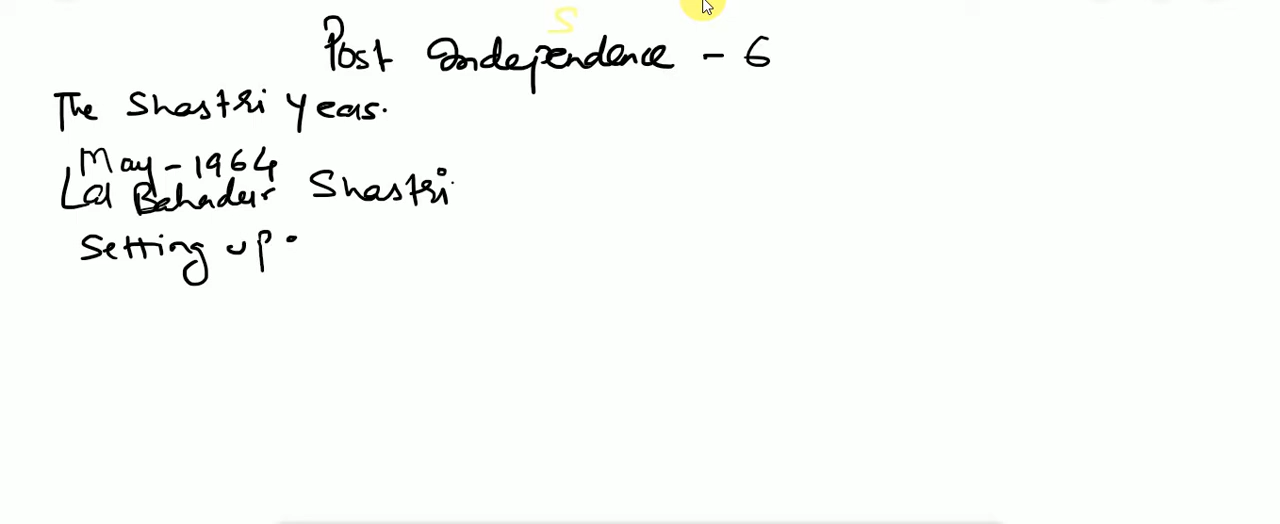 S
Post Independence - 6
The Shastri Years.
May - 1964
Lal Bahadur Shastri
Setting up